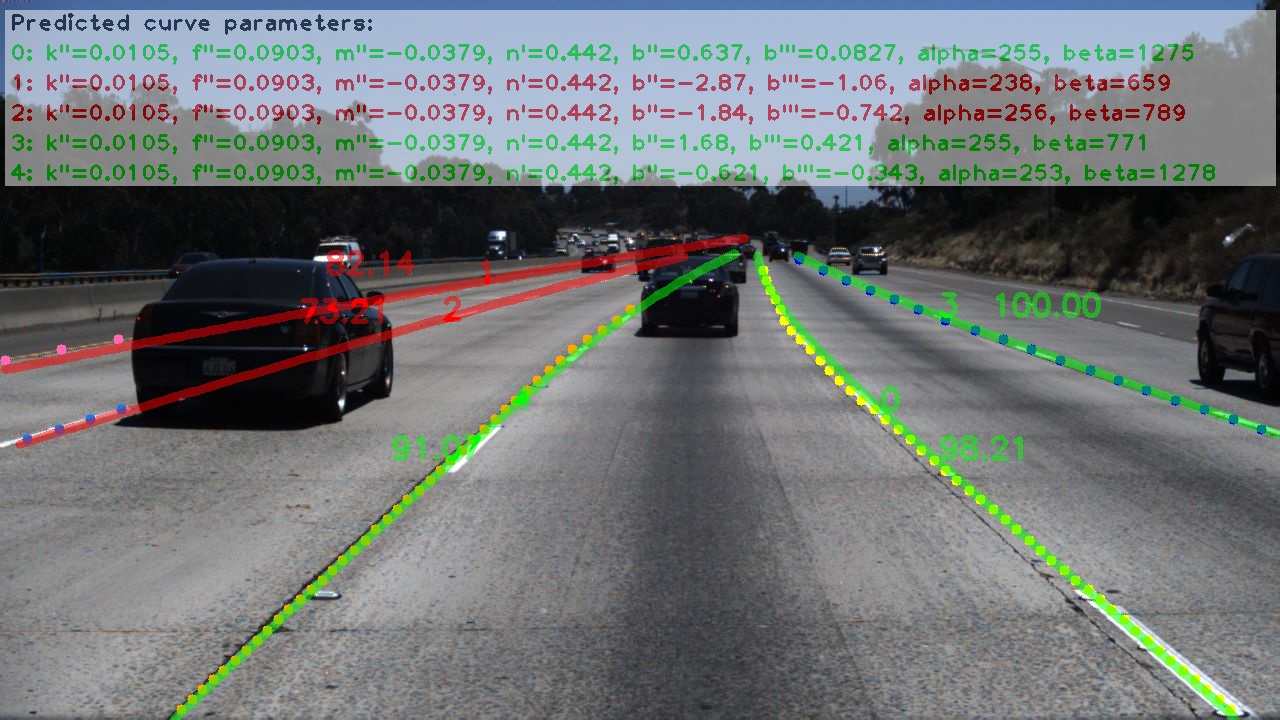 Predicted curve parameters:
0: k''=0.0105, f''=0.0903, m''=−0.0379, n'=0.442, b''=0.637, b'''=0.0827, alpha=255, beta=1275
1: k''=0.0105, f''=0.0903, m''=−0.0379, n'=0.442, b''=−2.87, b'''=−1.06, alpha=238, beta=659
2: k''=0.0105, f''=0.0903, m''=−0.0379, n'=0.442, b''=−1.84, b'''=−0.742, alpha=256, beta=789
3: k''=0.0105, f''=0.0903, m''=−0.0379, n'=0.442, b''=1.68, b'''=0.421, alpha=255, beta=771
4: k''=0.0105, f''=0.0903, m''=−0.0379, n'=0.442, b''=−0.621, b'''=−0.343, alpha=253, beta=1278
82.14 1
73.21 2
3 100.00
4
0
91.07
98.21